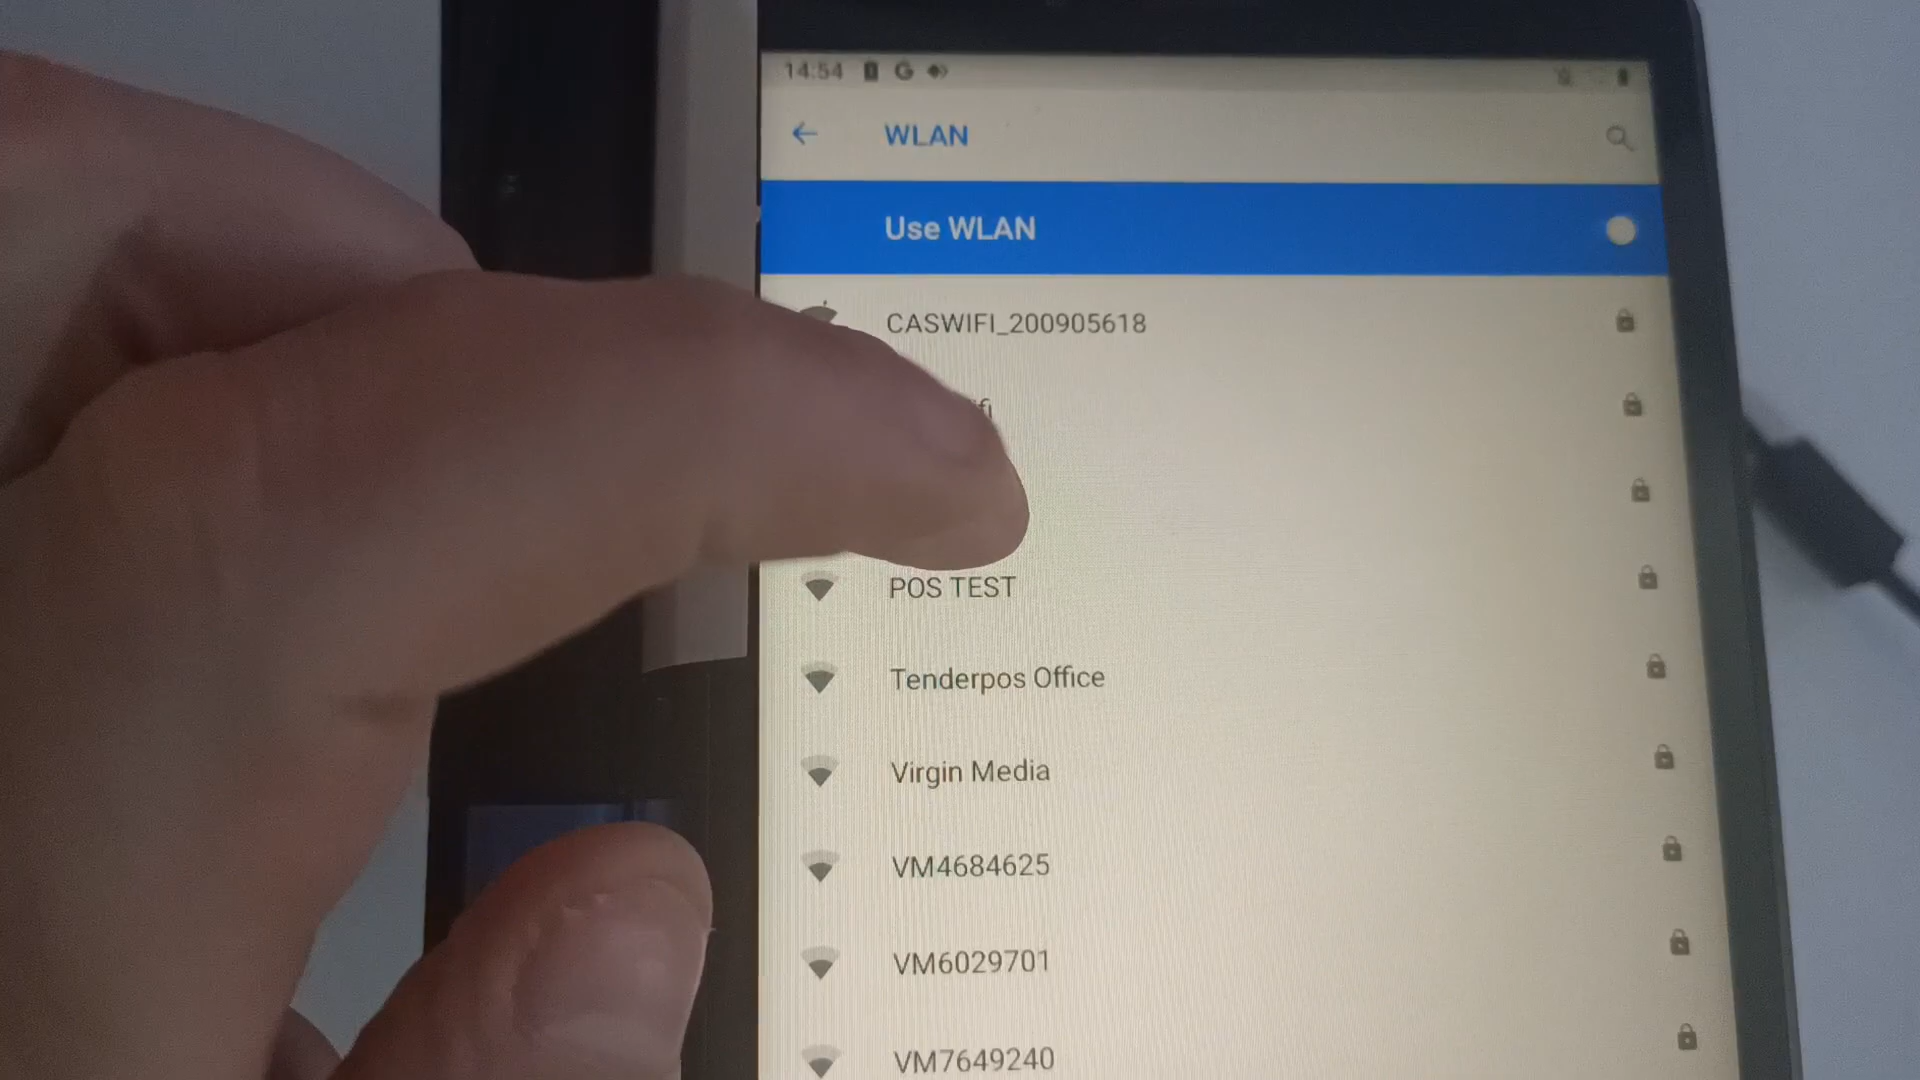 14:54 G
WLAN
Use WLAN
CASWIFI_200905618
POS TEST
Tenderpos Office
Virgin Media
VM4684625
VM6029701
VM7649240